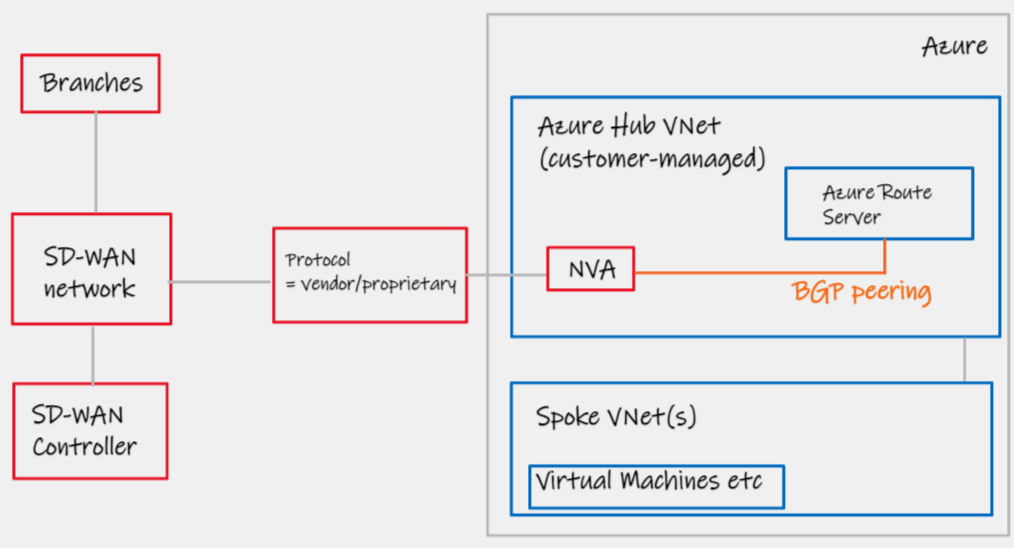 Azure
Branches
Azure Hub VNet
(customer-managed)
Azure Route
Server
SD-WAN
network
Protocol
= vendor/proprietary
NVA
BGP peering
SD-WAN
Controller
Spoke VNet(s)
Virtual Machines etc